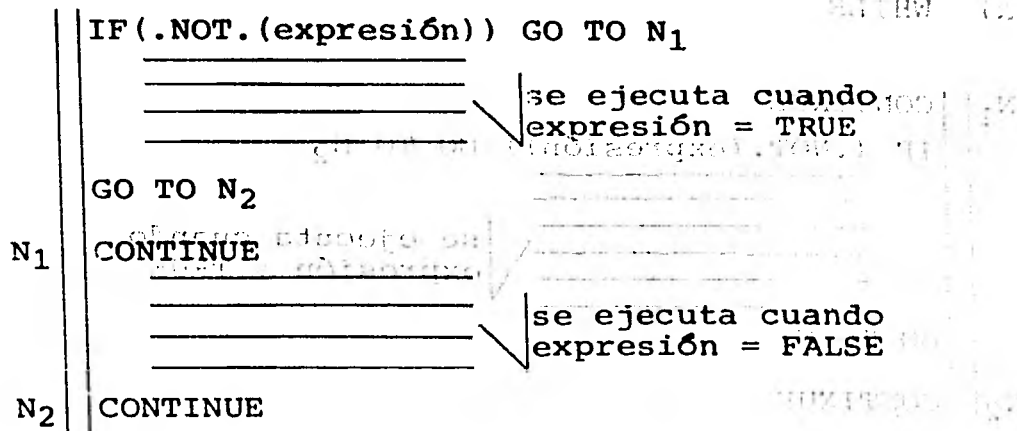 IF(.NOT.(expresión)) GO TO N₁
se ejecuta cuando
expresión = TRUE
GO TO N₂
N₁ CONTINUE
se ejecuta cuando
expresión = FALSE
N₂ CONTINUE